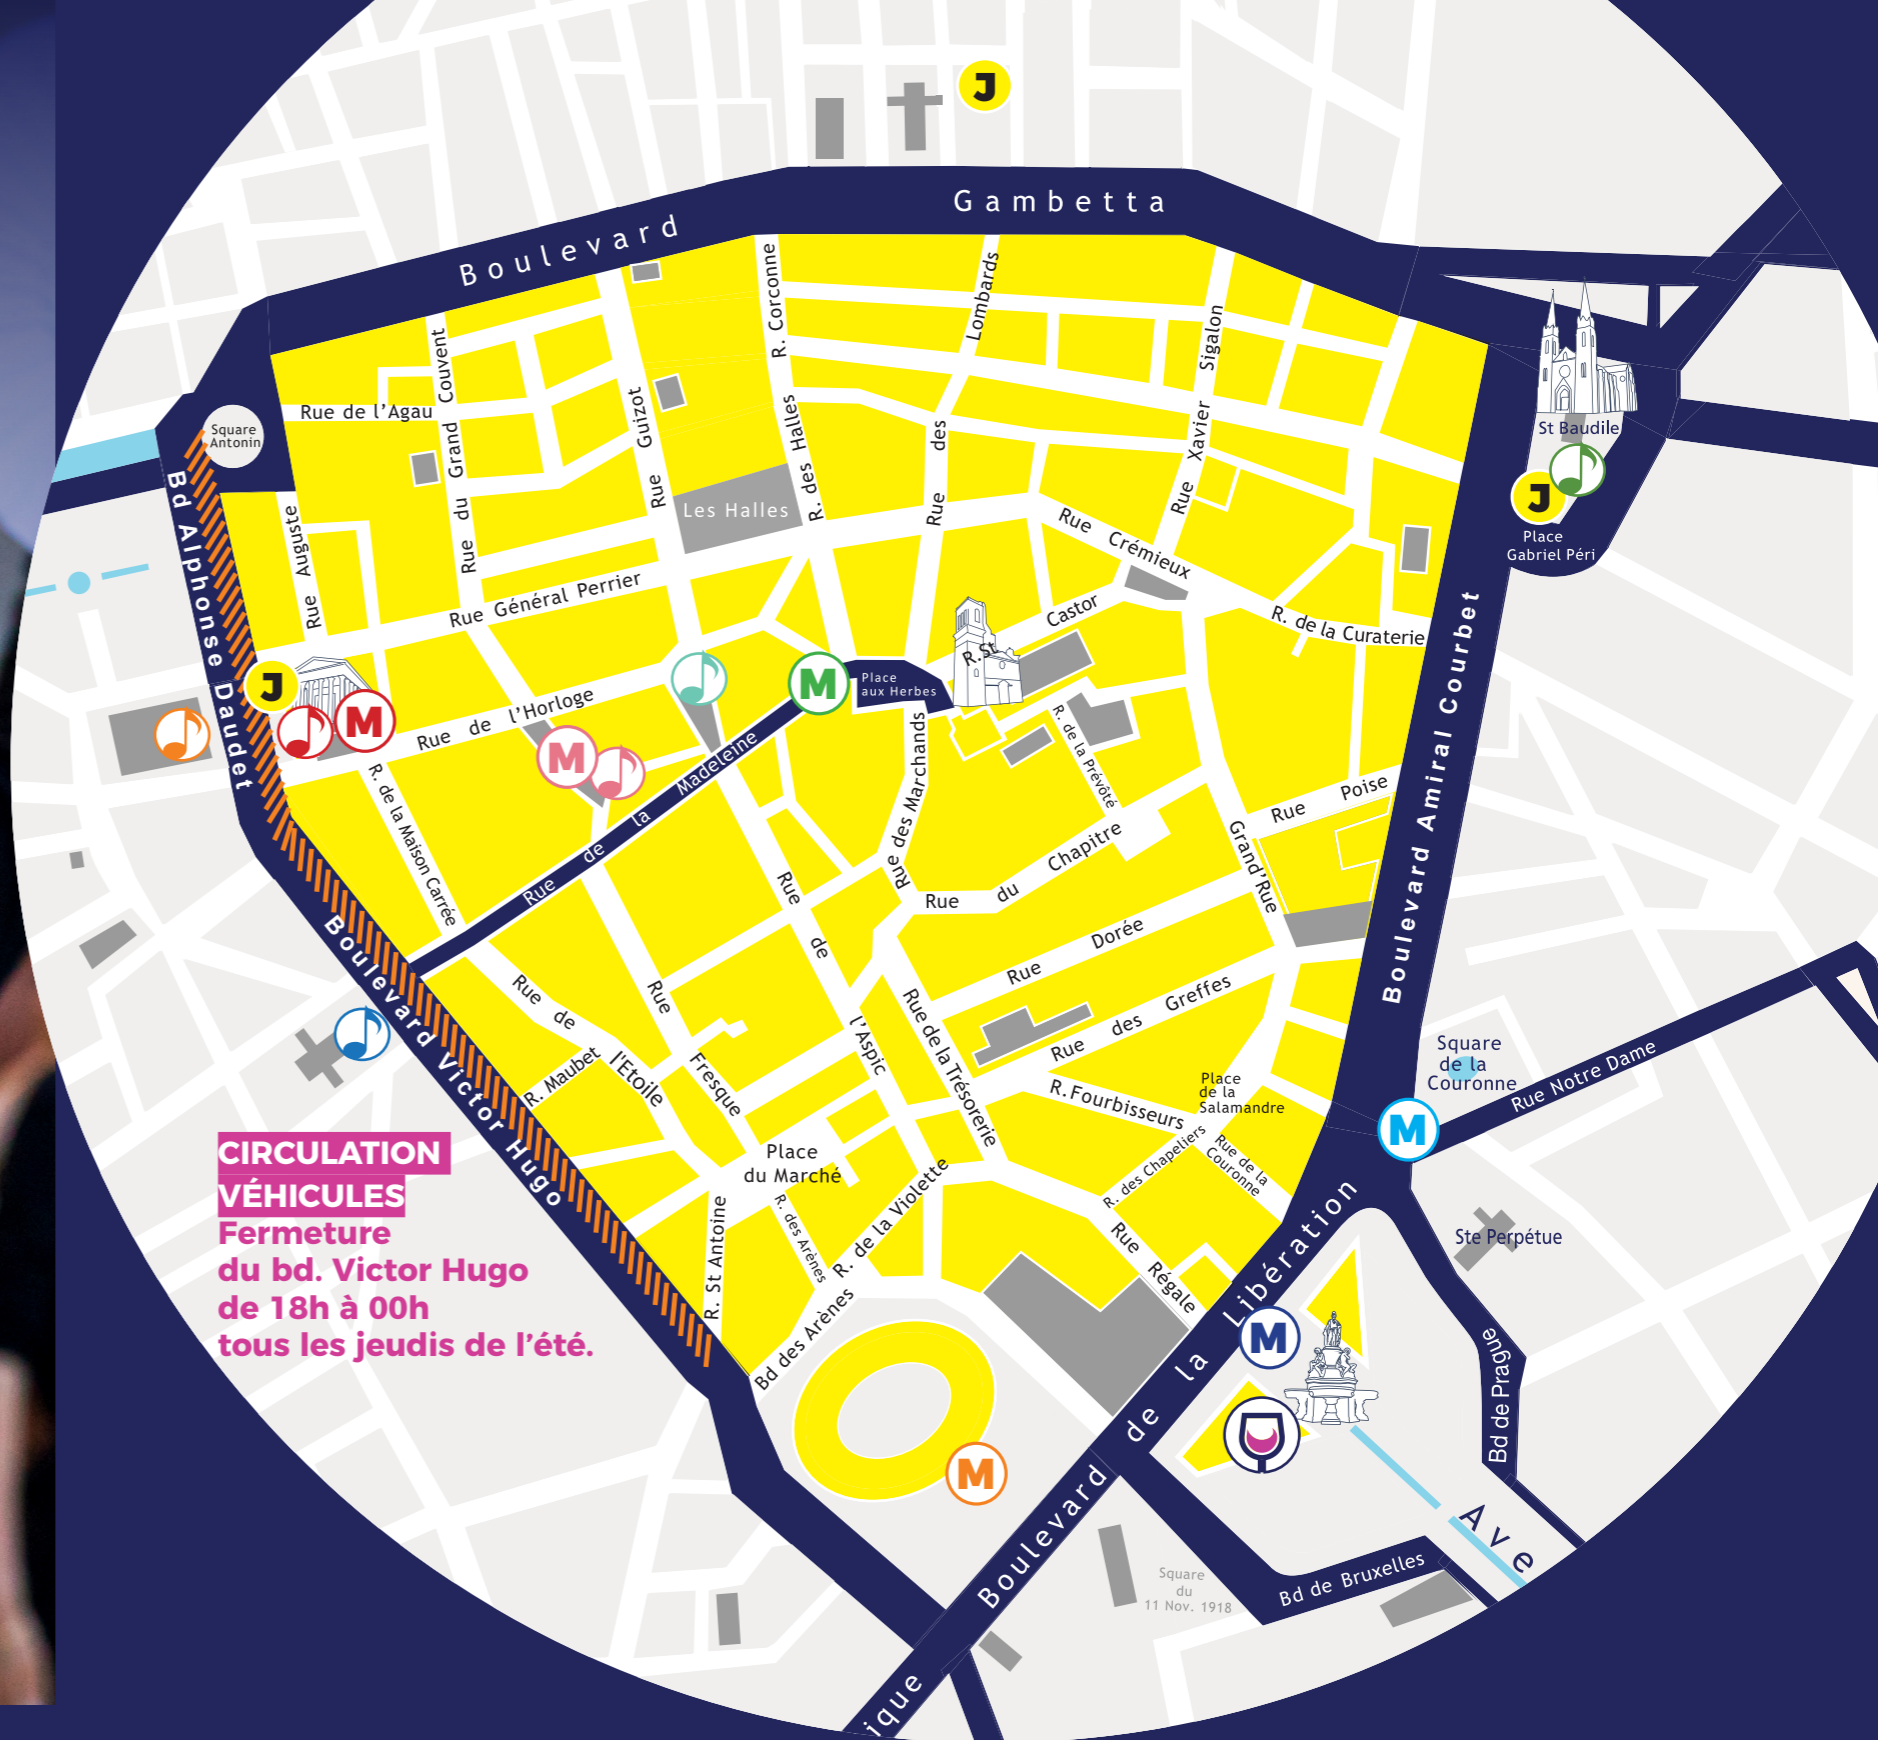 J
Boulevard
Gambetta
R. Corconne
Lombards
Rue de l'Agau
Rue du Grand Couvent
Rue Guizot
R. des Halles
Rue des
Rue Xavier Sigalon
Square
Antonin
St Baudile
J
Place
Gabriel Péri
Les Halles
Rue Auguste
Rue Crémieux
Rue Général Perrier
R. St Castor
R. de la Curaterie
Bd Alphonse Daudet
Boulevard Amiral Courbet
J
M
M
Place
aux Herbes
Rue de l'Horloge
M
Rue de la Madeleine
R. de la Prévôté
Rue des Marchands
R. de la Maison Carrée
Rue Poise
Grand'Rue
Rue du Chapitre
Rue Dorée
Rue de l'Aspic
Rue des Greffes
Rue de la Trésorerie
Boulevard Victor Hugo
Rue de l'Etoile
Rue Fresque
R. Maubet
R. Fourbisseurs
Place
de la
Salamandre
Square
de la
Couronne
Rue Notre Dame
M
R. des Chapeliers
Rue de la
Couronne
Place
du Marché
R. St Antoine
R. des Arènes
R. de la Violette
Rue Régale
Bd des Arènes
Ste Perpétue
CIRCULATION
VÉHICULES
Fermeture
du bd. Victor Hugo
de 18h à 00h
tous les jeudis de l'été.
M
M
Boulevard de la Libération
Bd de Prague
Ave
Bd de Bruxelles
Square
du
11 Nov. 1918
ique